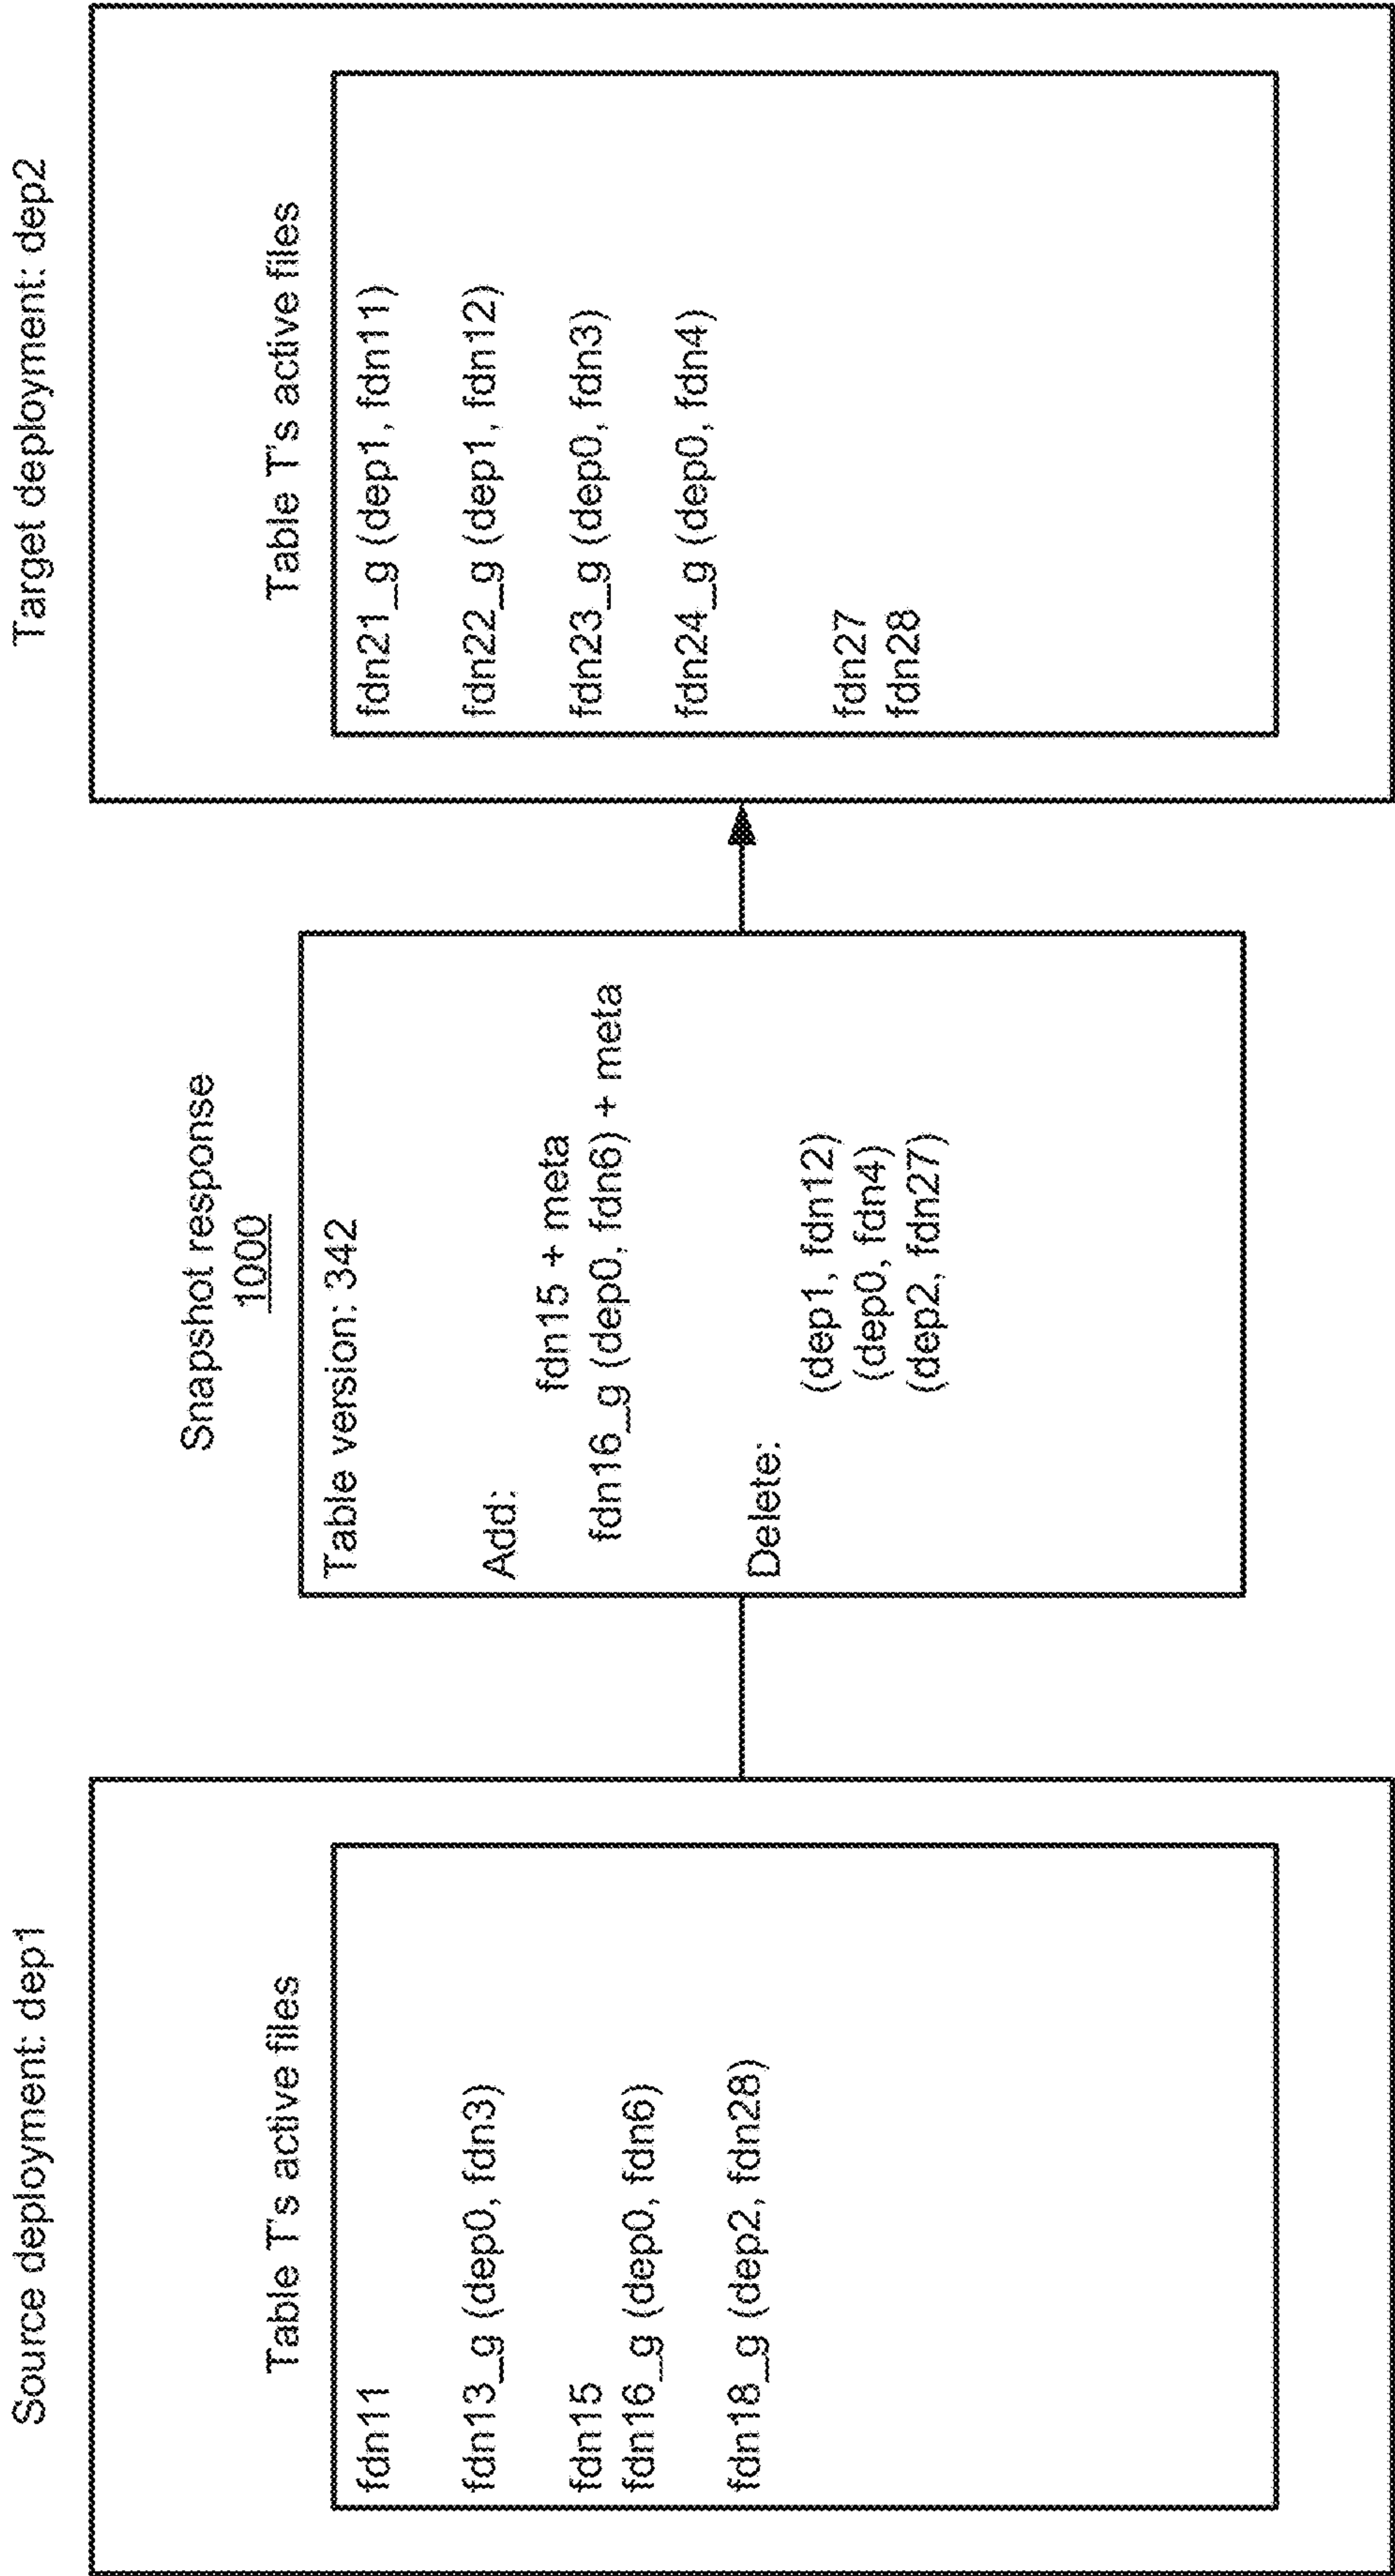 Source deployment: dep1
Table T's active files
fdn11
fdn13_g (dep0, fdn3)
fdn15
fdn16_g (dep0, fdn6)
fdn18_g (dep2, fdn28)
Snapshot response
1000
Table version: 342
Add:
fdn15 + meta
fdn16_g (dep0, fdn6) + meta
Delete:
(dep1, fdn12)
(dep0, fdn4)
(dep2, fdn27)
Target deployment: dep2
Table T's active files
fdn21_g (dep1, fdn11)
fdn22_g (dep1, fdn12)
fdn23_g (dep0, fdn3)
fdn24_g (dep0, fdn4)
fdn27
fdn28